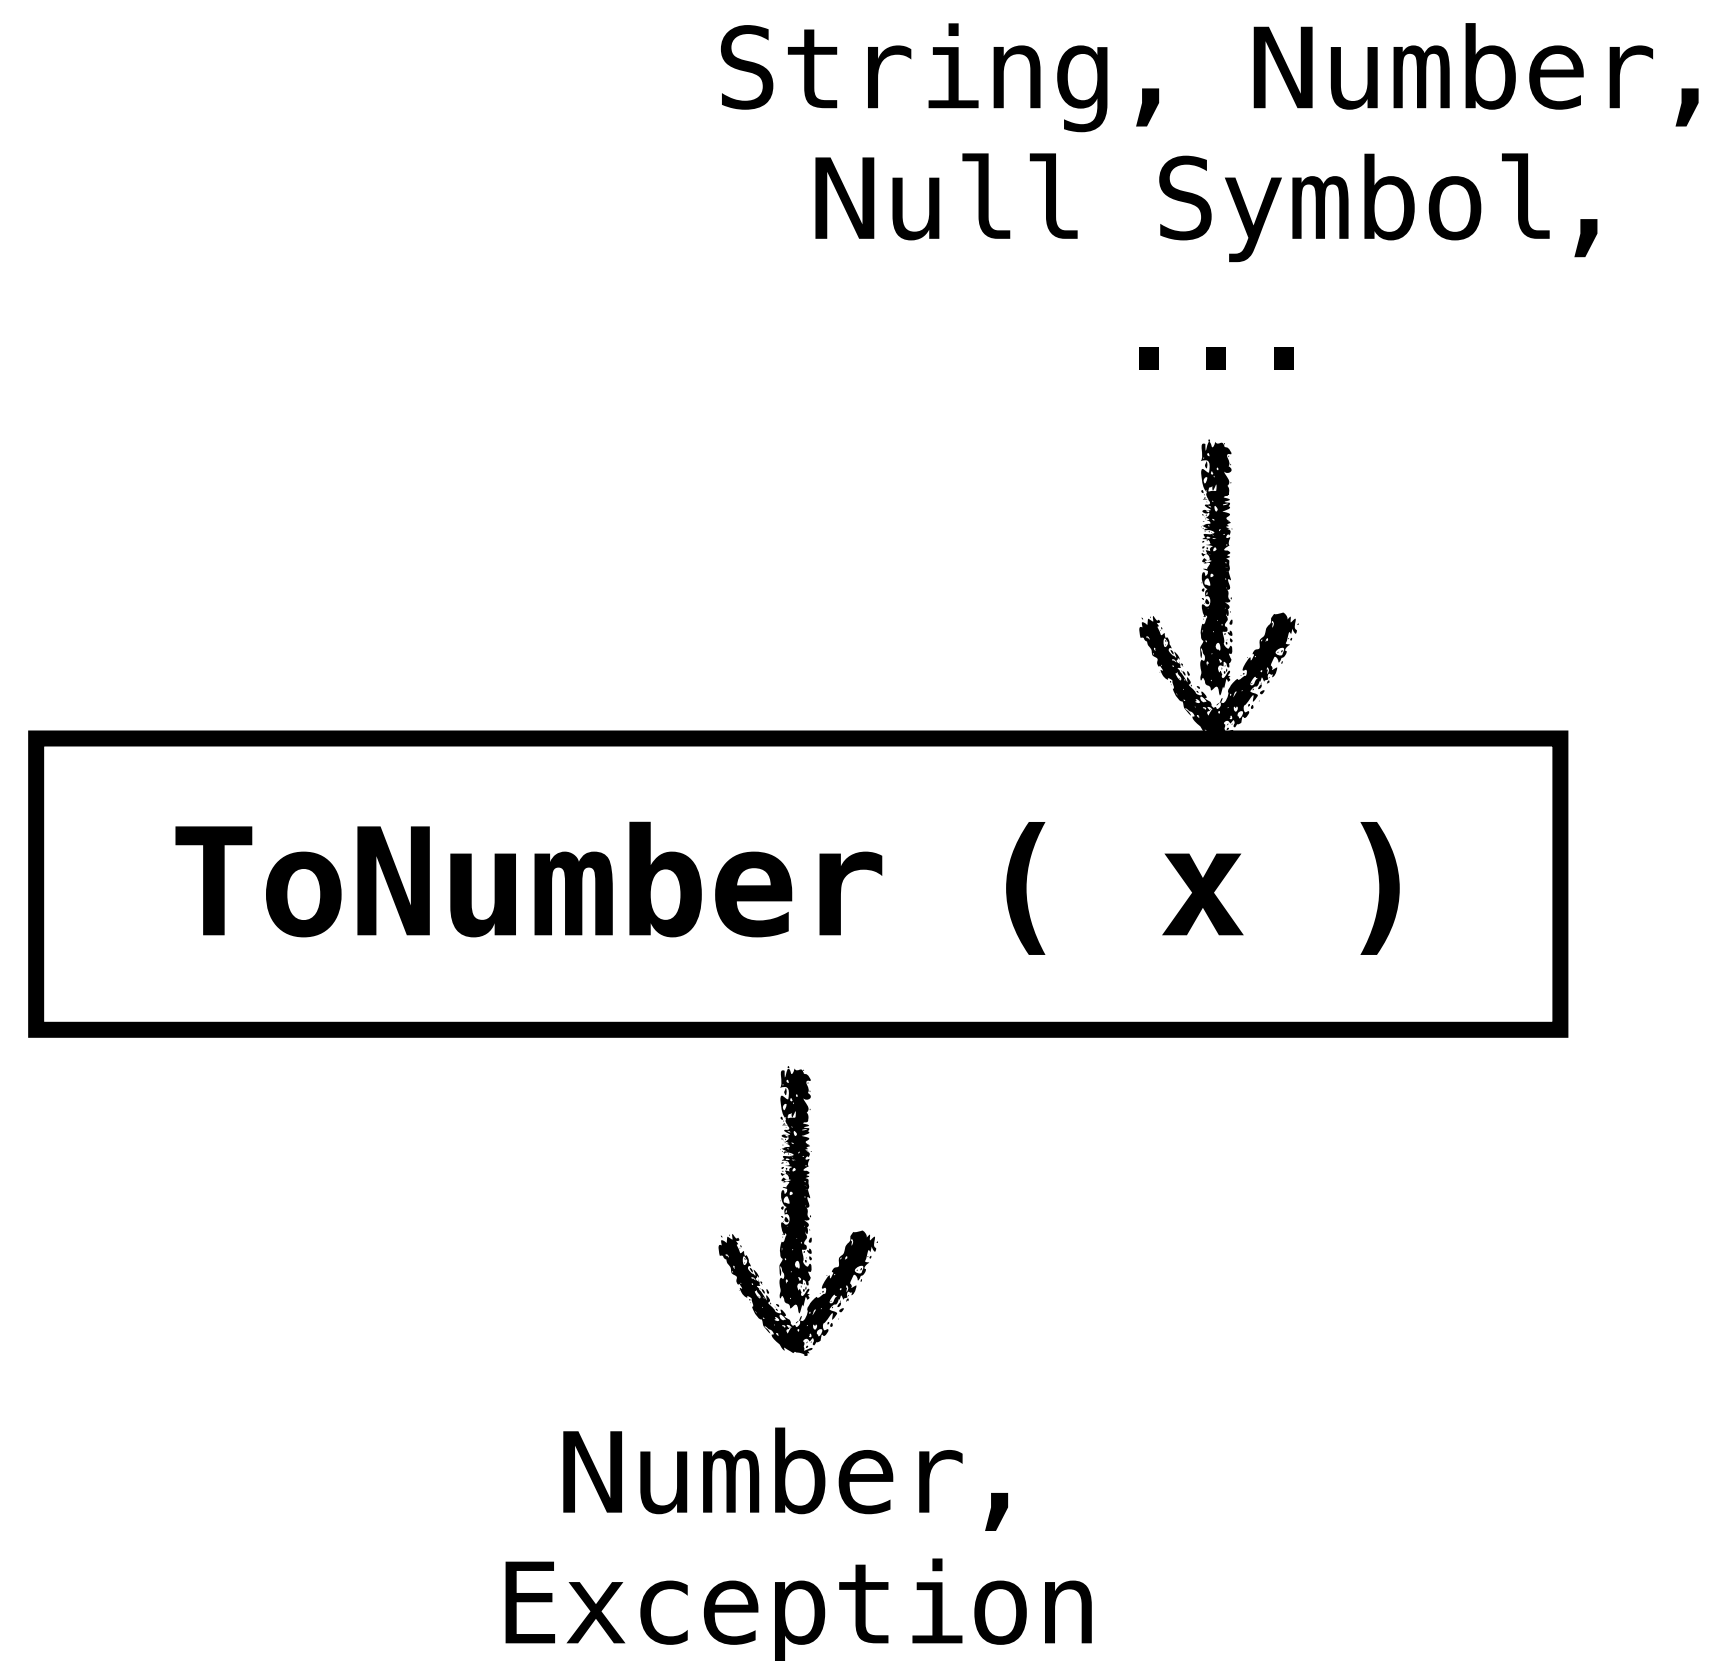 String, Number,
Null Symbol,
...
ToNumber ( x )
Number,
Exception